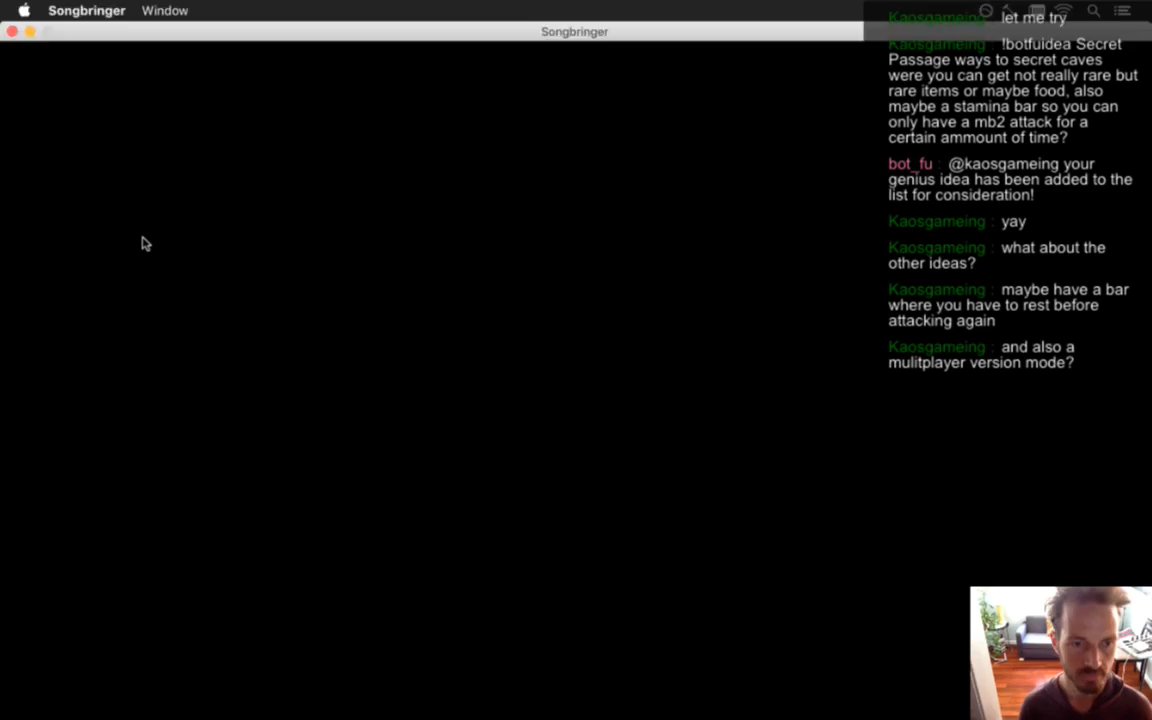 Songbringer Window
Songbringer
Kaosgameing : let me try
Kaosgameing : !botfuidea Secret
Passage ways to secret caves
were you can get not really rare but
rare items or maybe food, also
maybe a stamina bar so you can
only have a mb2 attack for a
certain ammount of time?
bot_fu : @kaosgameing your
genius idea has been added to the
list for consideration!
Kaosgameing : yay
Kaosgameing : what about the
other ideas?
Kaosgameing : maybe have a bar
where you have to rest before
attacking again
Kaosgameing : and also a
mulitplayer version mode?